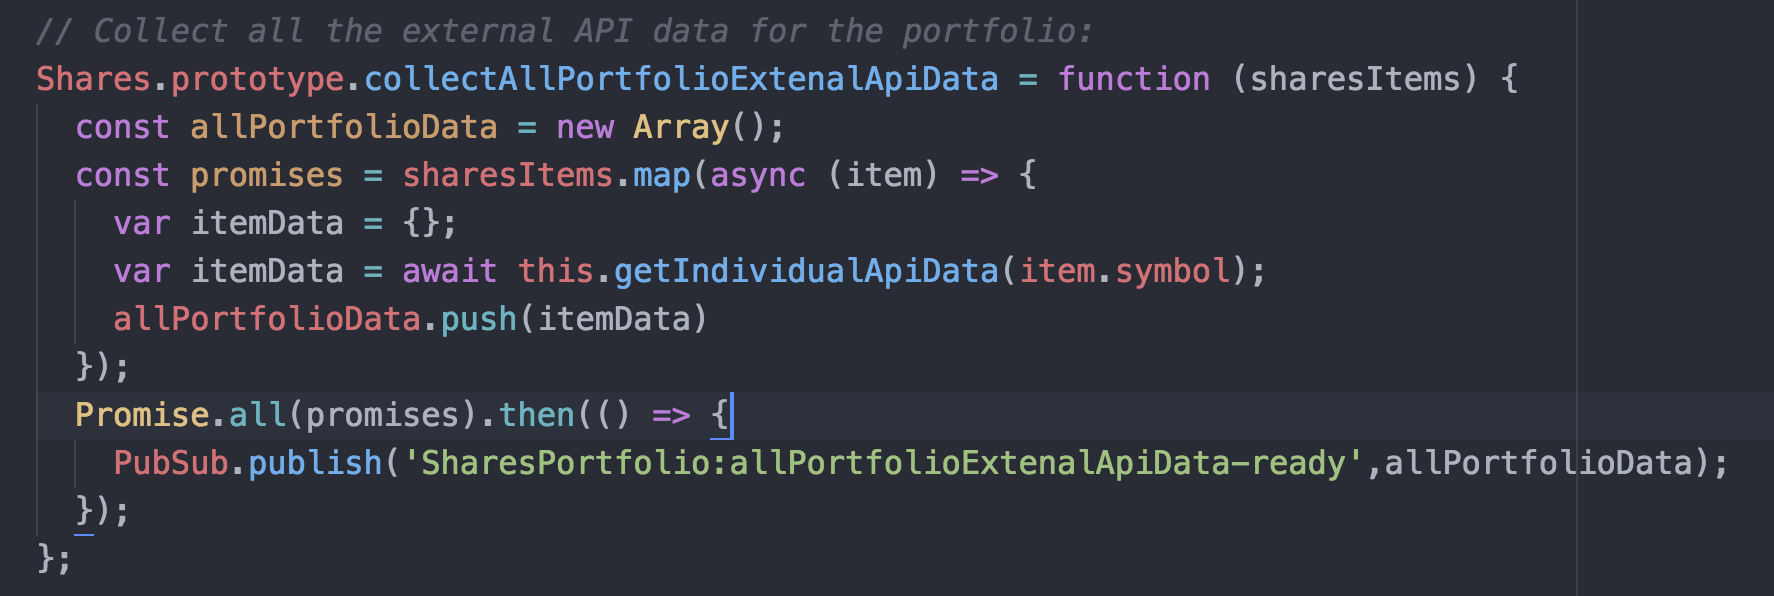 // Collect all the external API data for the portfolio:
Shares.prototype.collectAllPortfolioExtenalApiData = function (sharesItems) {
  const allPortfolioData = new Array();
  const promises = sharesItems.map(async (item) => {
    var itemData = {};
    var itemData = await this.getIndividualApiData(item.symbol);
    allPortfolioData.push(itemData)
  });
  Promise.all(promises).then(() => {
    PubSub.publish('SharesPortfolio:allPortfolioExtenalApiData-ready',allPortfolioData);
  });
};